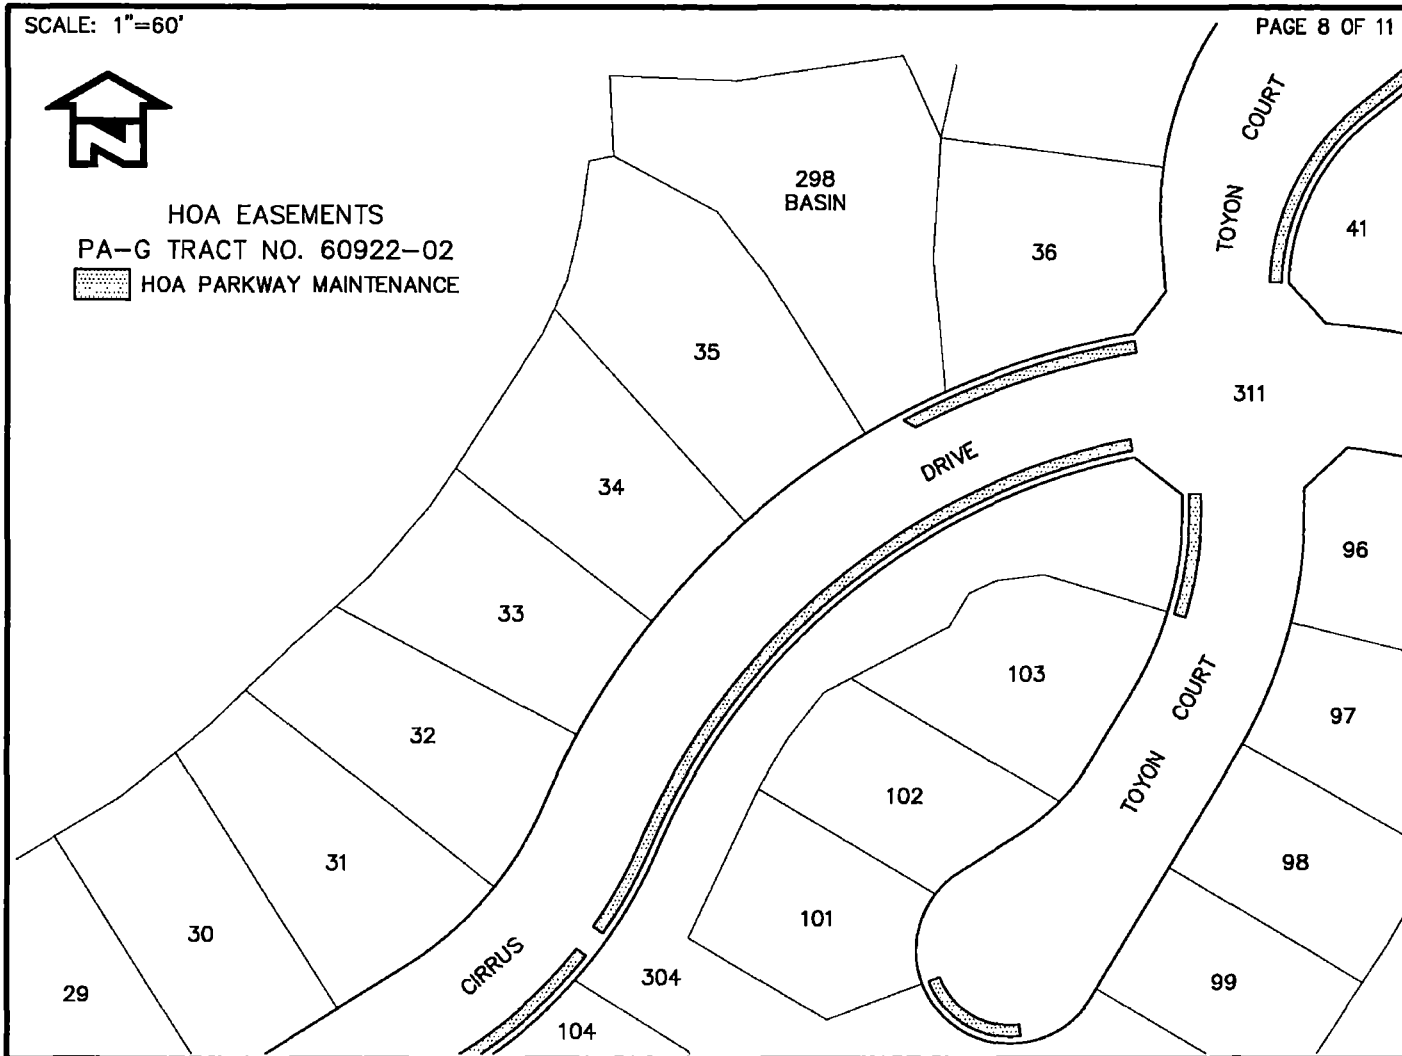 SCALE: 1"=60'
PAGE 8 OF 11
N
HOA EASEMENTS
PA-G TRACT NO. 60922-02
HOA PARKWAY MAINTENANCE
298
BASIN
TOYON COURT
36
41
35
311
34
DRIVE
33
96
103
TOYON COURT
97
32
102
98
31
101
30
CIRRUS
304
99
29
104